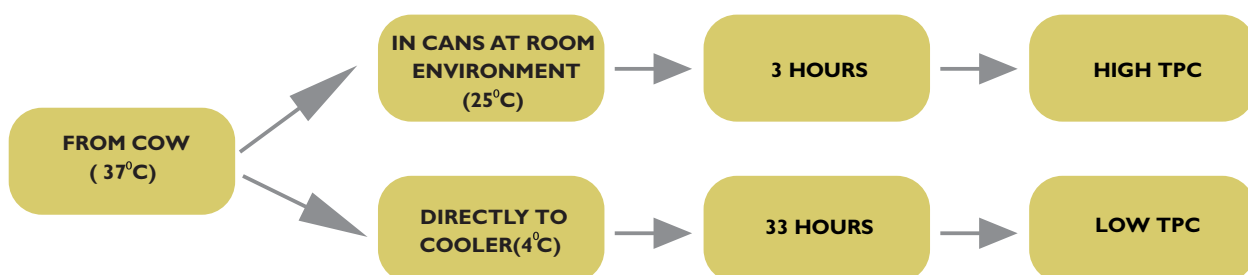 FROM COW
( 37⁰C)
IN CANS AT ROOM
ENVIRONMENT
(25⁰C)
3 HOURS
HIGH TPC
DIRECTLY TO
COOLER(4⁰C)
33 HOURS
LOW TPC